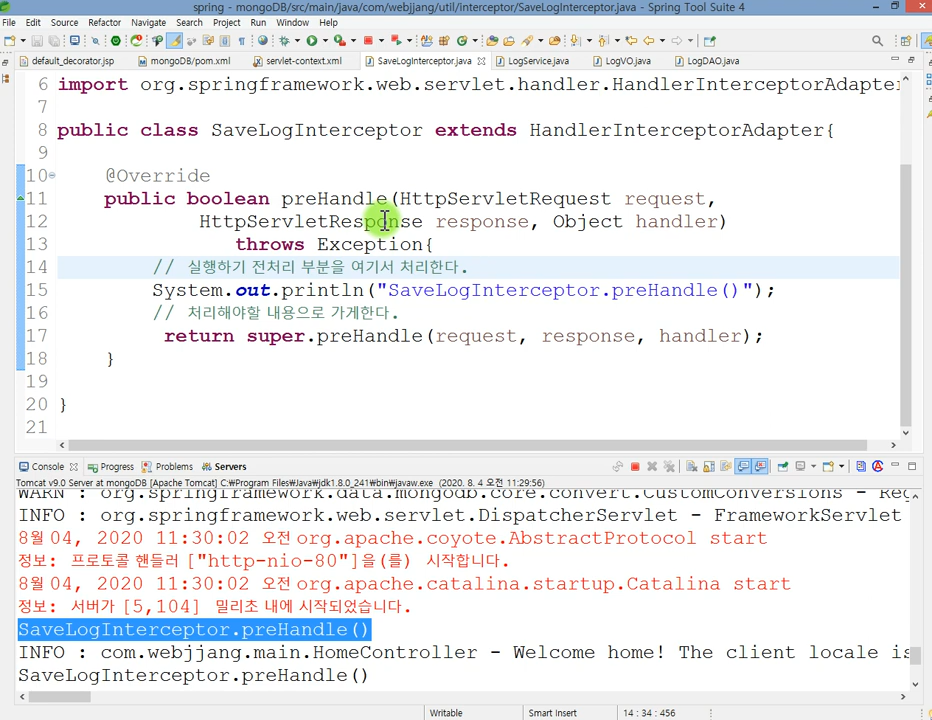 spring - mongoDB/src/main/java/com/webjjang/util/interceptor/SaveLogInterceptor.java - Spring Tool Suite 4
File Edit Source Refactor Navigate Search Project Run Window Help
default_decorator.jsp mongoDB/pom.xml servlet-context.xml SaveLogInterceptor.java LogService.java LogVO.java LogDAO.java
6 import org.springframework.web.servlet.handler.HandlerInterceptorAdapter
7
8 public class SaveLogInterceptor extends HandlerInterceptorAdapter{
9
10 @Override
11 public boolean preHandle(HttpServletRequest request,
12 HttpServletResponse response, Object handler)
13 throws Exception{
14 // 실행하기 전처리 부분을 여기서 처리한다.
15 System.out.println("SaveLogInterceptor.preHandle()");
16 // 처리해야할 내용으로 가게한다.
17 return super.preHandle(request, response, handler);
18 }
19
20 }
21
Console Progress Problems Servers
Tomcat v9.0 Server at mongoDB [Apache Tomcat] C:₩Program Files₩Java₩jdk1.8.0_241₩bin₩javaw.exe (2020. 8. 4 오전 11:29:56)
WARN : org.springframework.data.mongodb.core.convert.CustomConversions - Reg
INFO : org.springframework.web.servlet.DispatcherServlet - FrameworkServlet
8월 04, 2020 11:30:02 오전 org.apache.coyote.AbstractProtocol start
정보: 프로토콜 핸들러 ["http-nio-80"]을(를) 시작합니다.
8월 04, 2020 11:30:02 오전 org.apache.catalina.startup.Catalina start
정보: 서버가 [5,104] 밀리초 내에 시작되었습니다.
SaveLogInterceptor.preHandle()
INFO : com.webjjang.main.HomeController - Welcome home! The client locale is
SaveLogInterceptor.preHandle()
Writable Smart Insert 14 : 34 : 456